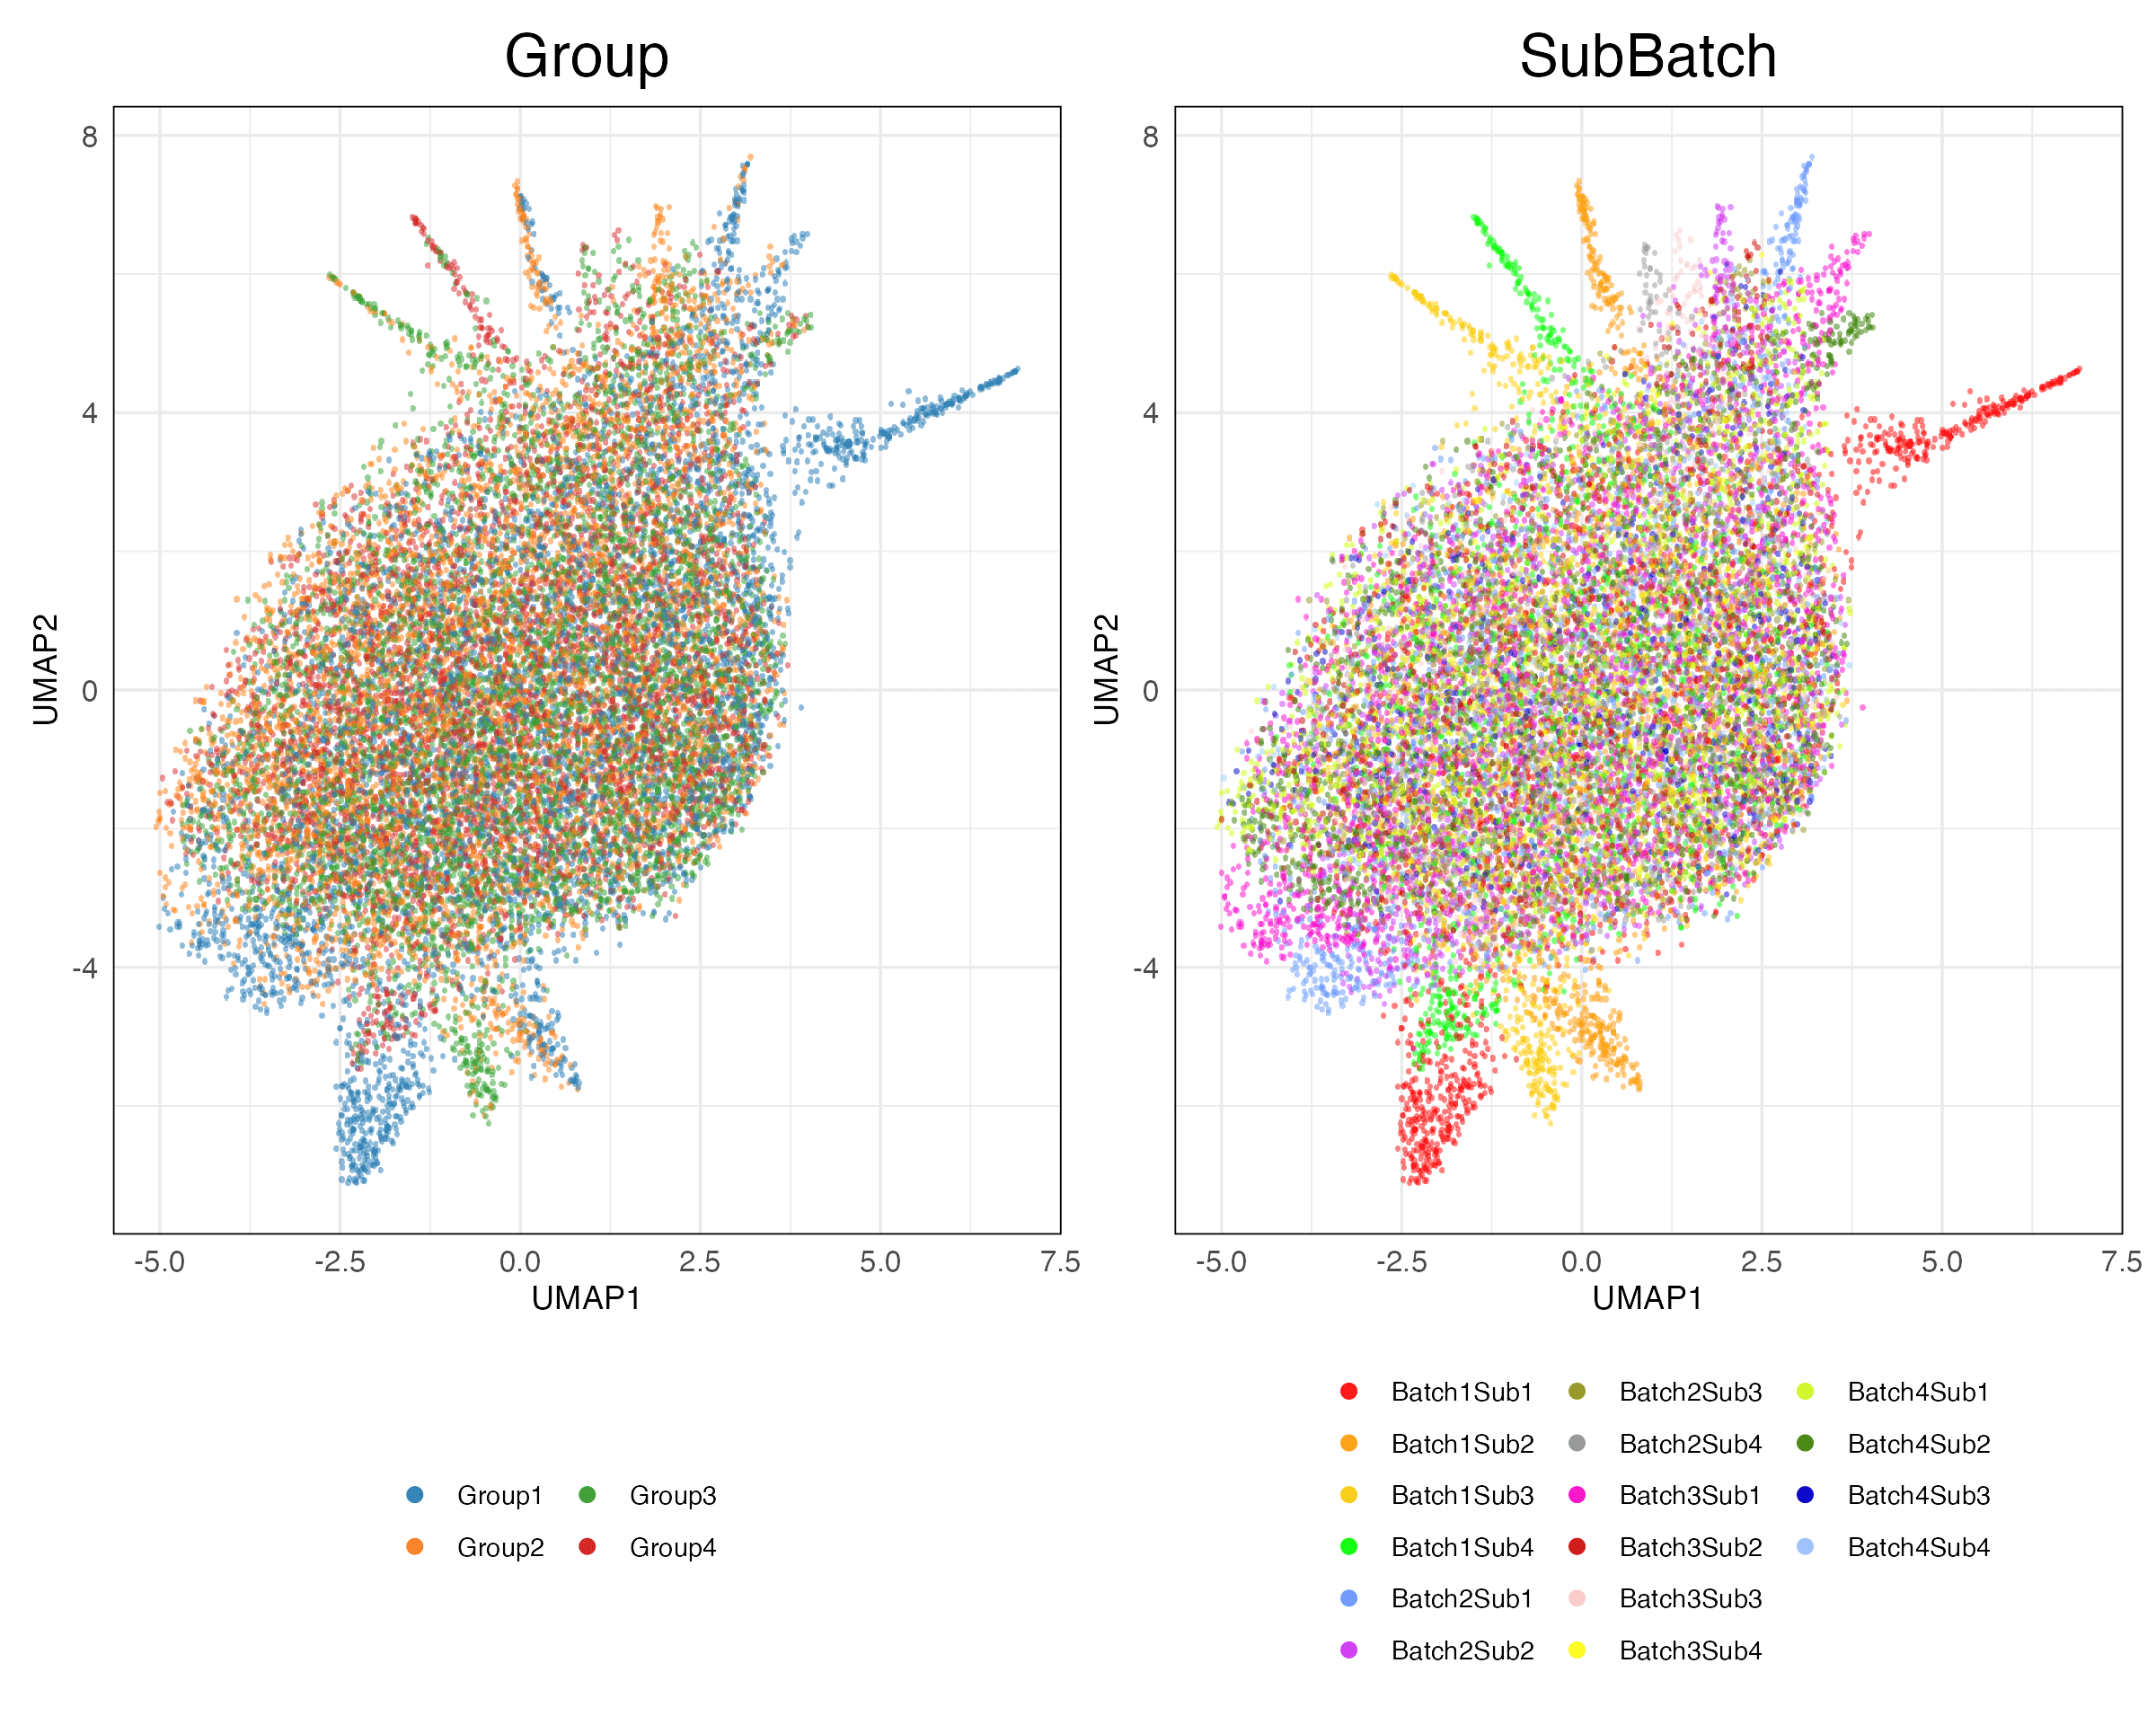 Group
SubBatch
8
4
0
-4
UMAP2
-5.0 -2.5 0.0 2.5 5.0 7.5
UMAP1
8
4
0
-4
UMAP2
-5.0 -2.5 0.0 2.5 5.0 7.5
UMAP1
Group1 Group3
Group2 Group4
Batch1Sub1 Batch2Sub3 Batch4Sub1
Batch1Sub2 Batch2Sub4 Batch4Sub2
Batch1Sub3 Batch3Sub1 Batch4Sub3
Batch1Sub4 Batch3Sub2 Batch4Sub4
Batch2Sub1 Batch3Sub3
Batch2Sub2 Batch3Sub4